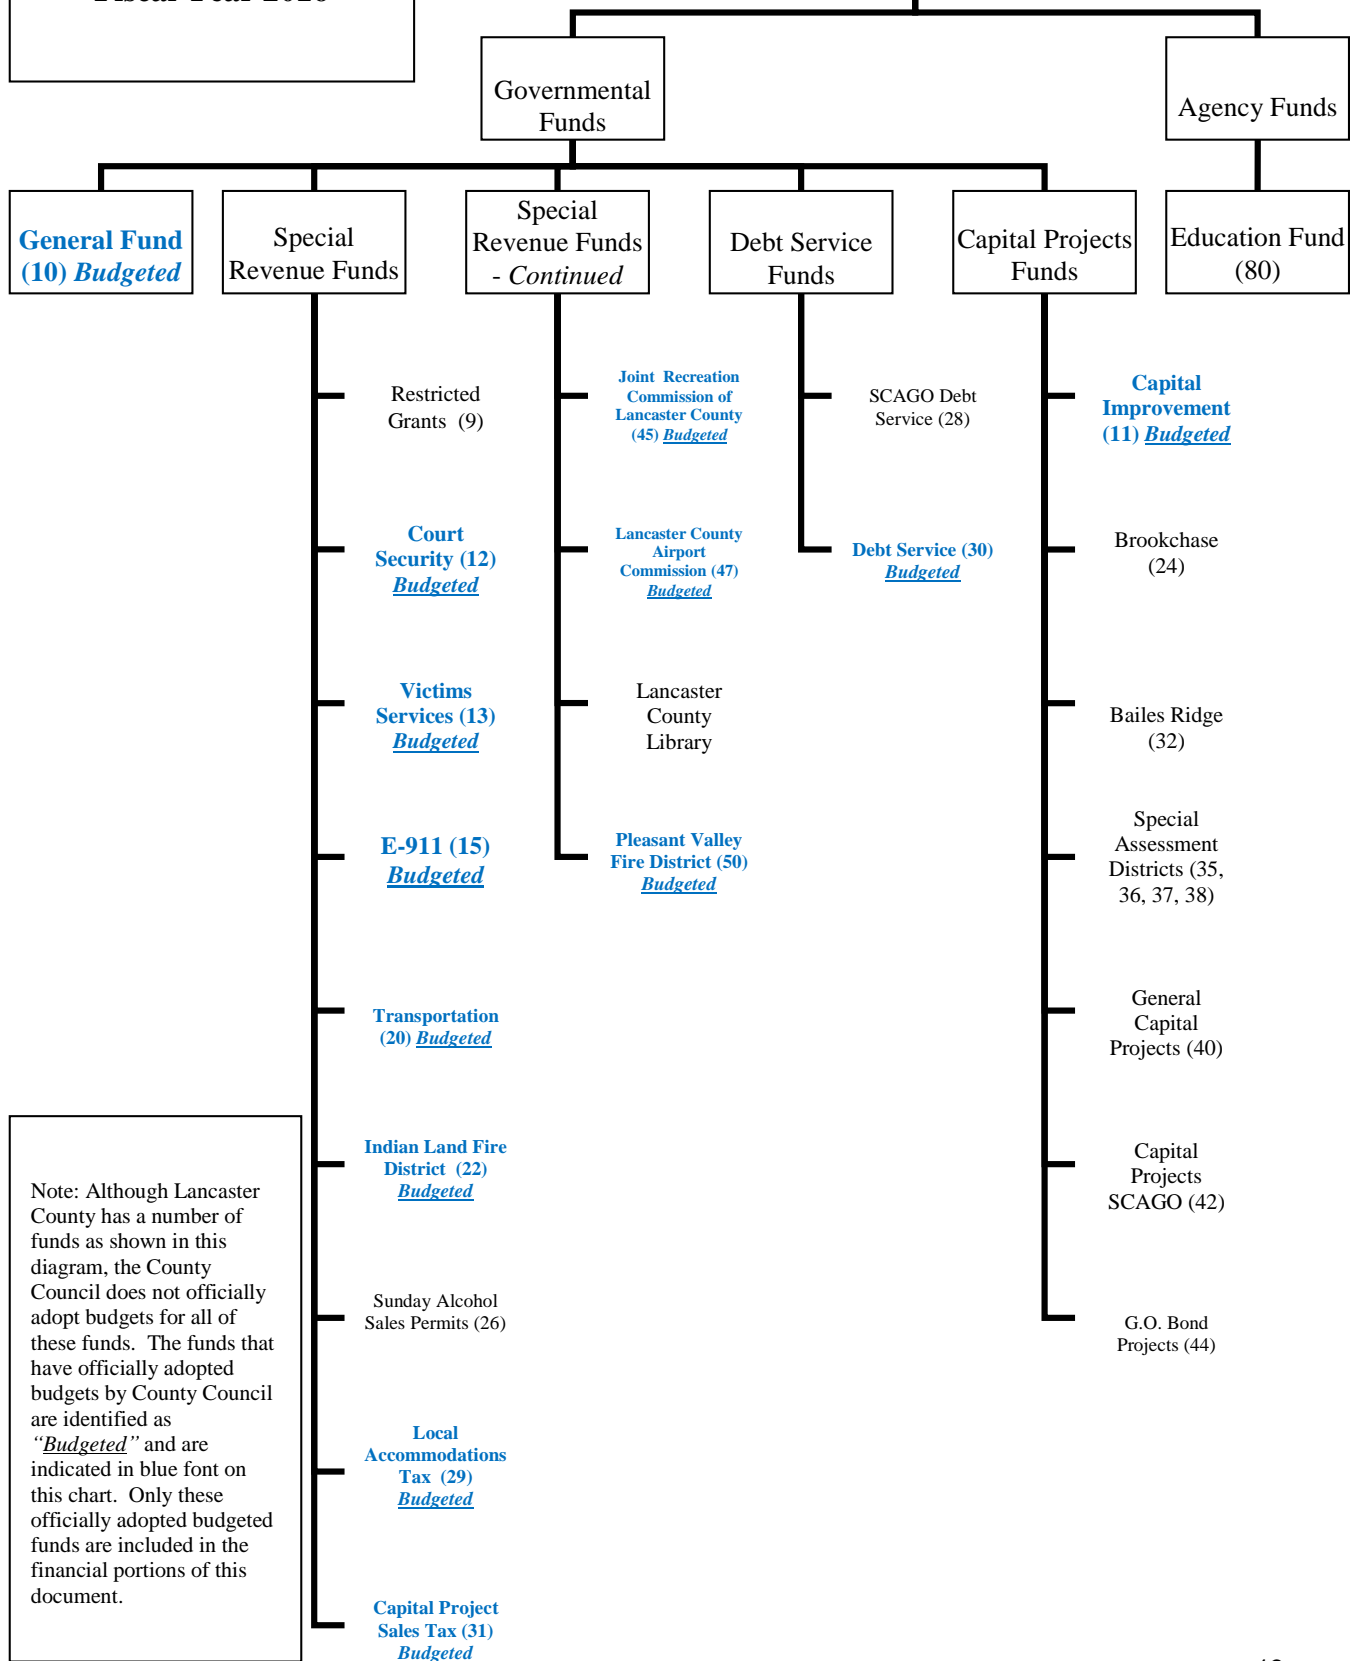 Fiscal Year 2016
Governmental
Funds
Agency Funds
General Fund
(10) Budgeted
Special
Revenue Funds
Special
Revenue Funds
- Continued
Debt Service
Funds
Capital Projects
Funds
Education Fund
(80)
Restricted
Grants (9)
Court
Security (12)
Budgeted
Victims
Services (13)
Budgeted
E-911 (15)
Budgeted
Transportation
(20) Budgeted
Indian Land Fire
District (22)
Budgeted
Sunday Alcohol
Sales Permits (26)
Local
Accommodations
Tax (29)
Budgeted
Capital Project
Sales Tax (31)
Budgeted
Joint Recreation
Commission of
Lancaster County
(45) Budgeted
Lancaster County
Airport
Commission (47)
Budgeted
Lancaster
County
Library
Pleasant Valley
Fire District (50)
Budgeted
SCAGO Debt
Service (28)
Debt Service (30)
Budgeted
Capital
Improvement
(11) Budgeted
Brookchase
(24)
Bailes Ridge
(32)
Special
Assessment
Districts (35,
36, 37, 38)
General
Capital
Projects (40)
Capital
Projects
SCAGO (42)
G.O. Bond
Projects (44)
Note: Although Lancaster
County has a number of
funds as shown in this
diagram, the County
Council does not officially
adopt budgets for all of
these funds. The funds that
have officially adopted
budgets by County Council
are identified as
“Budgeted” and are
indicated in blue font on
this chart. Only these
officially adopted budgeted
funds are included in the
financial portions of this
document.